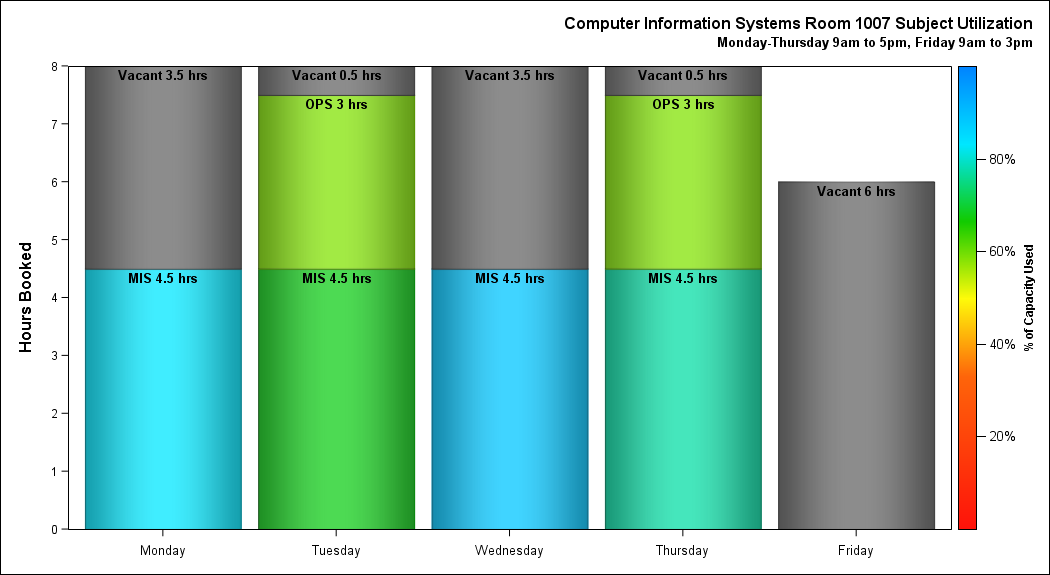 Computer Information Systems Room 1007 Subject Utilization
Monday-Thursday 9am to 5pm, Friday 9am to 3pm
Hours Booked
8
7
6
5
4
3
2
1
0
Vacant 3.5 hrs
MIS 4.5 hrs
Vacant 0.5 hrs
OPS 3 hrs
MIS 4.5 hrs
Vacant 3.5 hrs
MIS 4.5 hrs
Vacant 0.5 hrs
OPS 3 hrs
MIS 4.5 hrs
Vacant 6 hrs
Monday
Tuesday
Wednesday
Thursday
Friday
80%
60%
40%
20%
% of Capacity Used